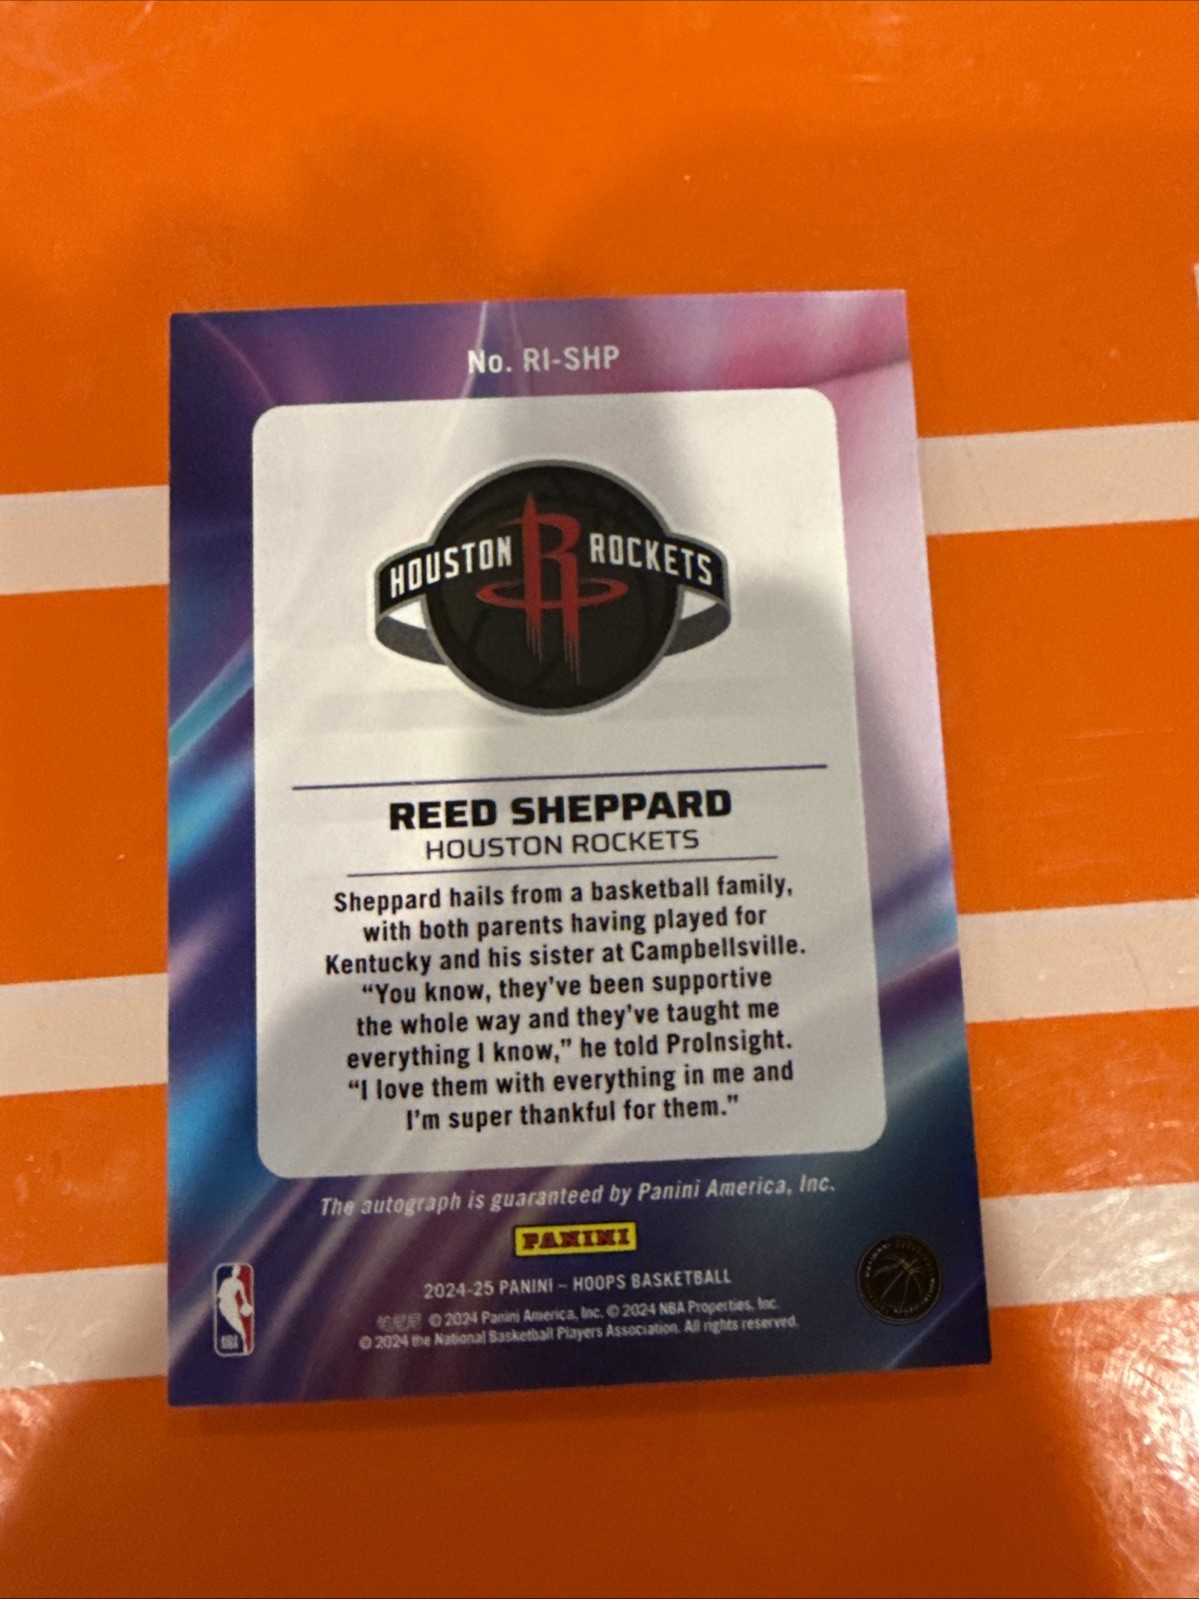 No. RI-SHP
HOUSTON ROCKETS
REED SHEPPARD
HOUSTON ROCKETS
Sheppard hails from a basketball family,
with both parents having played for
Kentucky and his sister at Campbellsville.
“You know, they’ve been supportive
the whole way and they’ve taught me
everything I know,” he told ProInsight.
“I love them with everything in me and
I’m super thankful for them.”
The autograph is guaranteed by Panini America, Inc.
PANINI
2024-25 PANINI – HOOPS BASKETBALL
© 2024 Panini America, Inc. © 2024 NBA Properties, Inc.
© 2024 the National Basketball Players Association. All rights reserved.
NBA